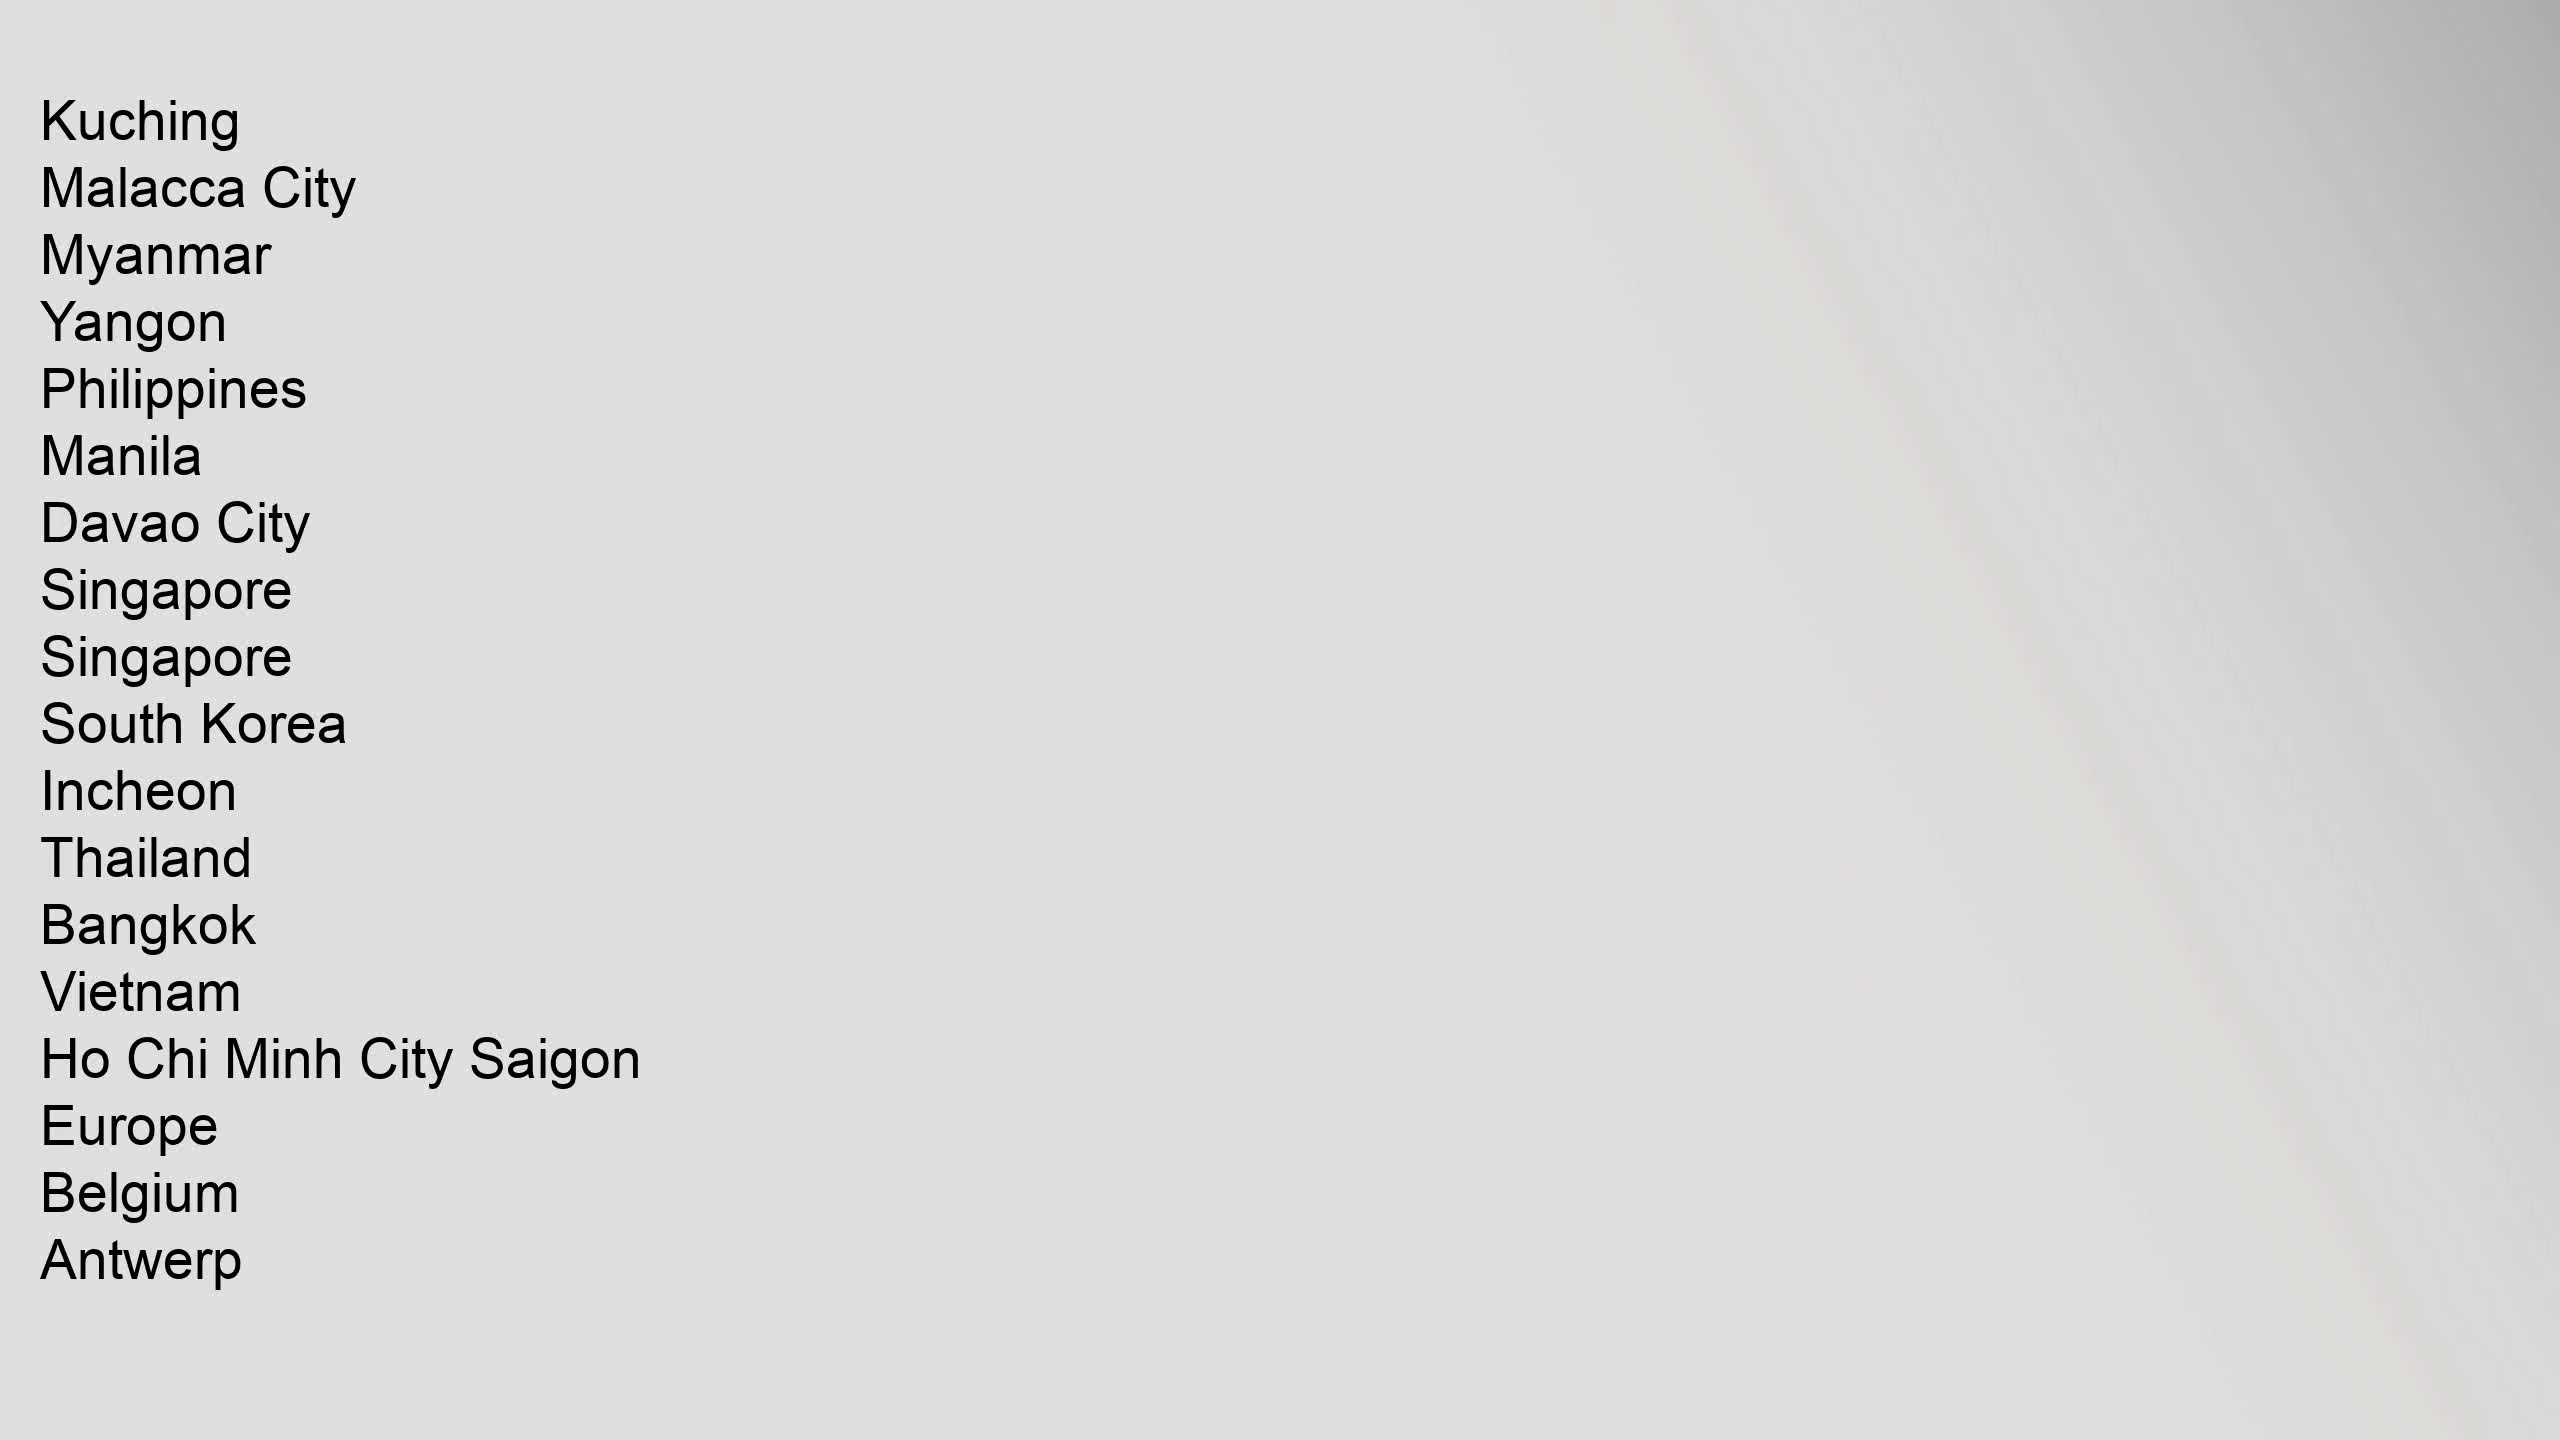 Kuching
Malacca City
Myanmar
Yangon
Philippines
Manila
Davao City
Singapore
Singapore
South Korea
Incheon
Thailand
Bangkok
Vietnam
Ho Chi Minh City Saigon
Europe
Belgium
Antwerp